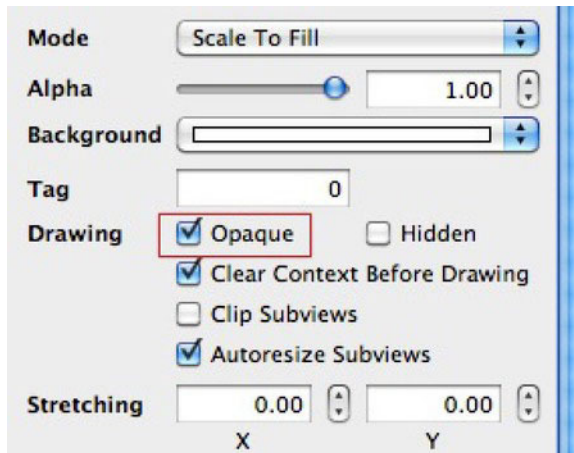 Mode Scale To Fill
Alpha 1.00
Background
Tag 0
Drawing Opaque Hidden
Clear Context Before Drawing
Clip Subviews
Autoresize Subviews
Stretching 0.00 0.00
X Y